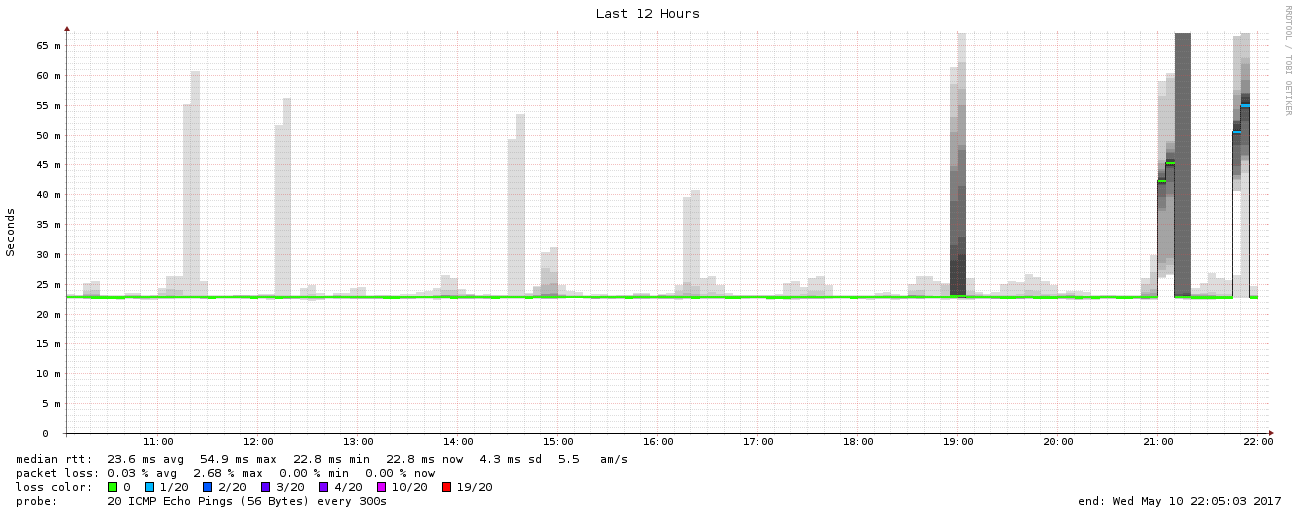 Last 12 Hours
RRDTOOL / TOBI OETIKER
Seconds
65 m
60 m
55 m
50 m
45 m
40 m
35 m
30 m
25 m
20 m
15 m
10 m
5 m
0
11:00 12:00 13:00 14:00 15:00 16:00 17:00 18:00 19:00 20:00 21:00 22:00
median rtt: 23.6 ms avg 54.9 ms max 22.8 ms min 22.8 ms now 4.3 ms sd 5.5 am/s
packet loss: 0.03 % avg 2.68 % max 0.00 % min 0.00 % now
loss color: 0 1/20 2/20 3/20 4/20 10/20 19/20
probe: 20 ICMP Echo Pings (56 Bytes) every 300s end: Wed May 10 22:05:03 2017